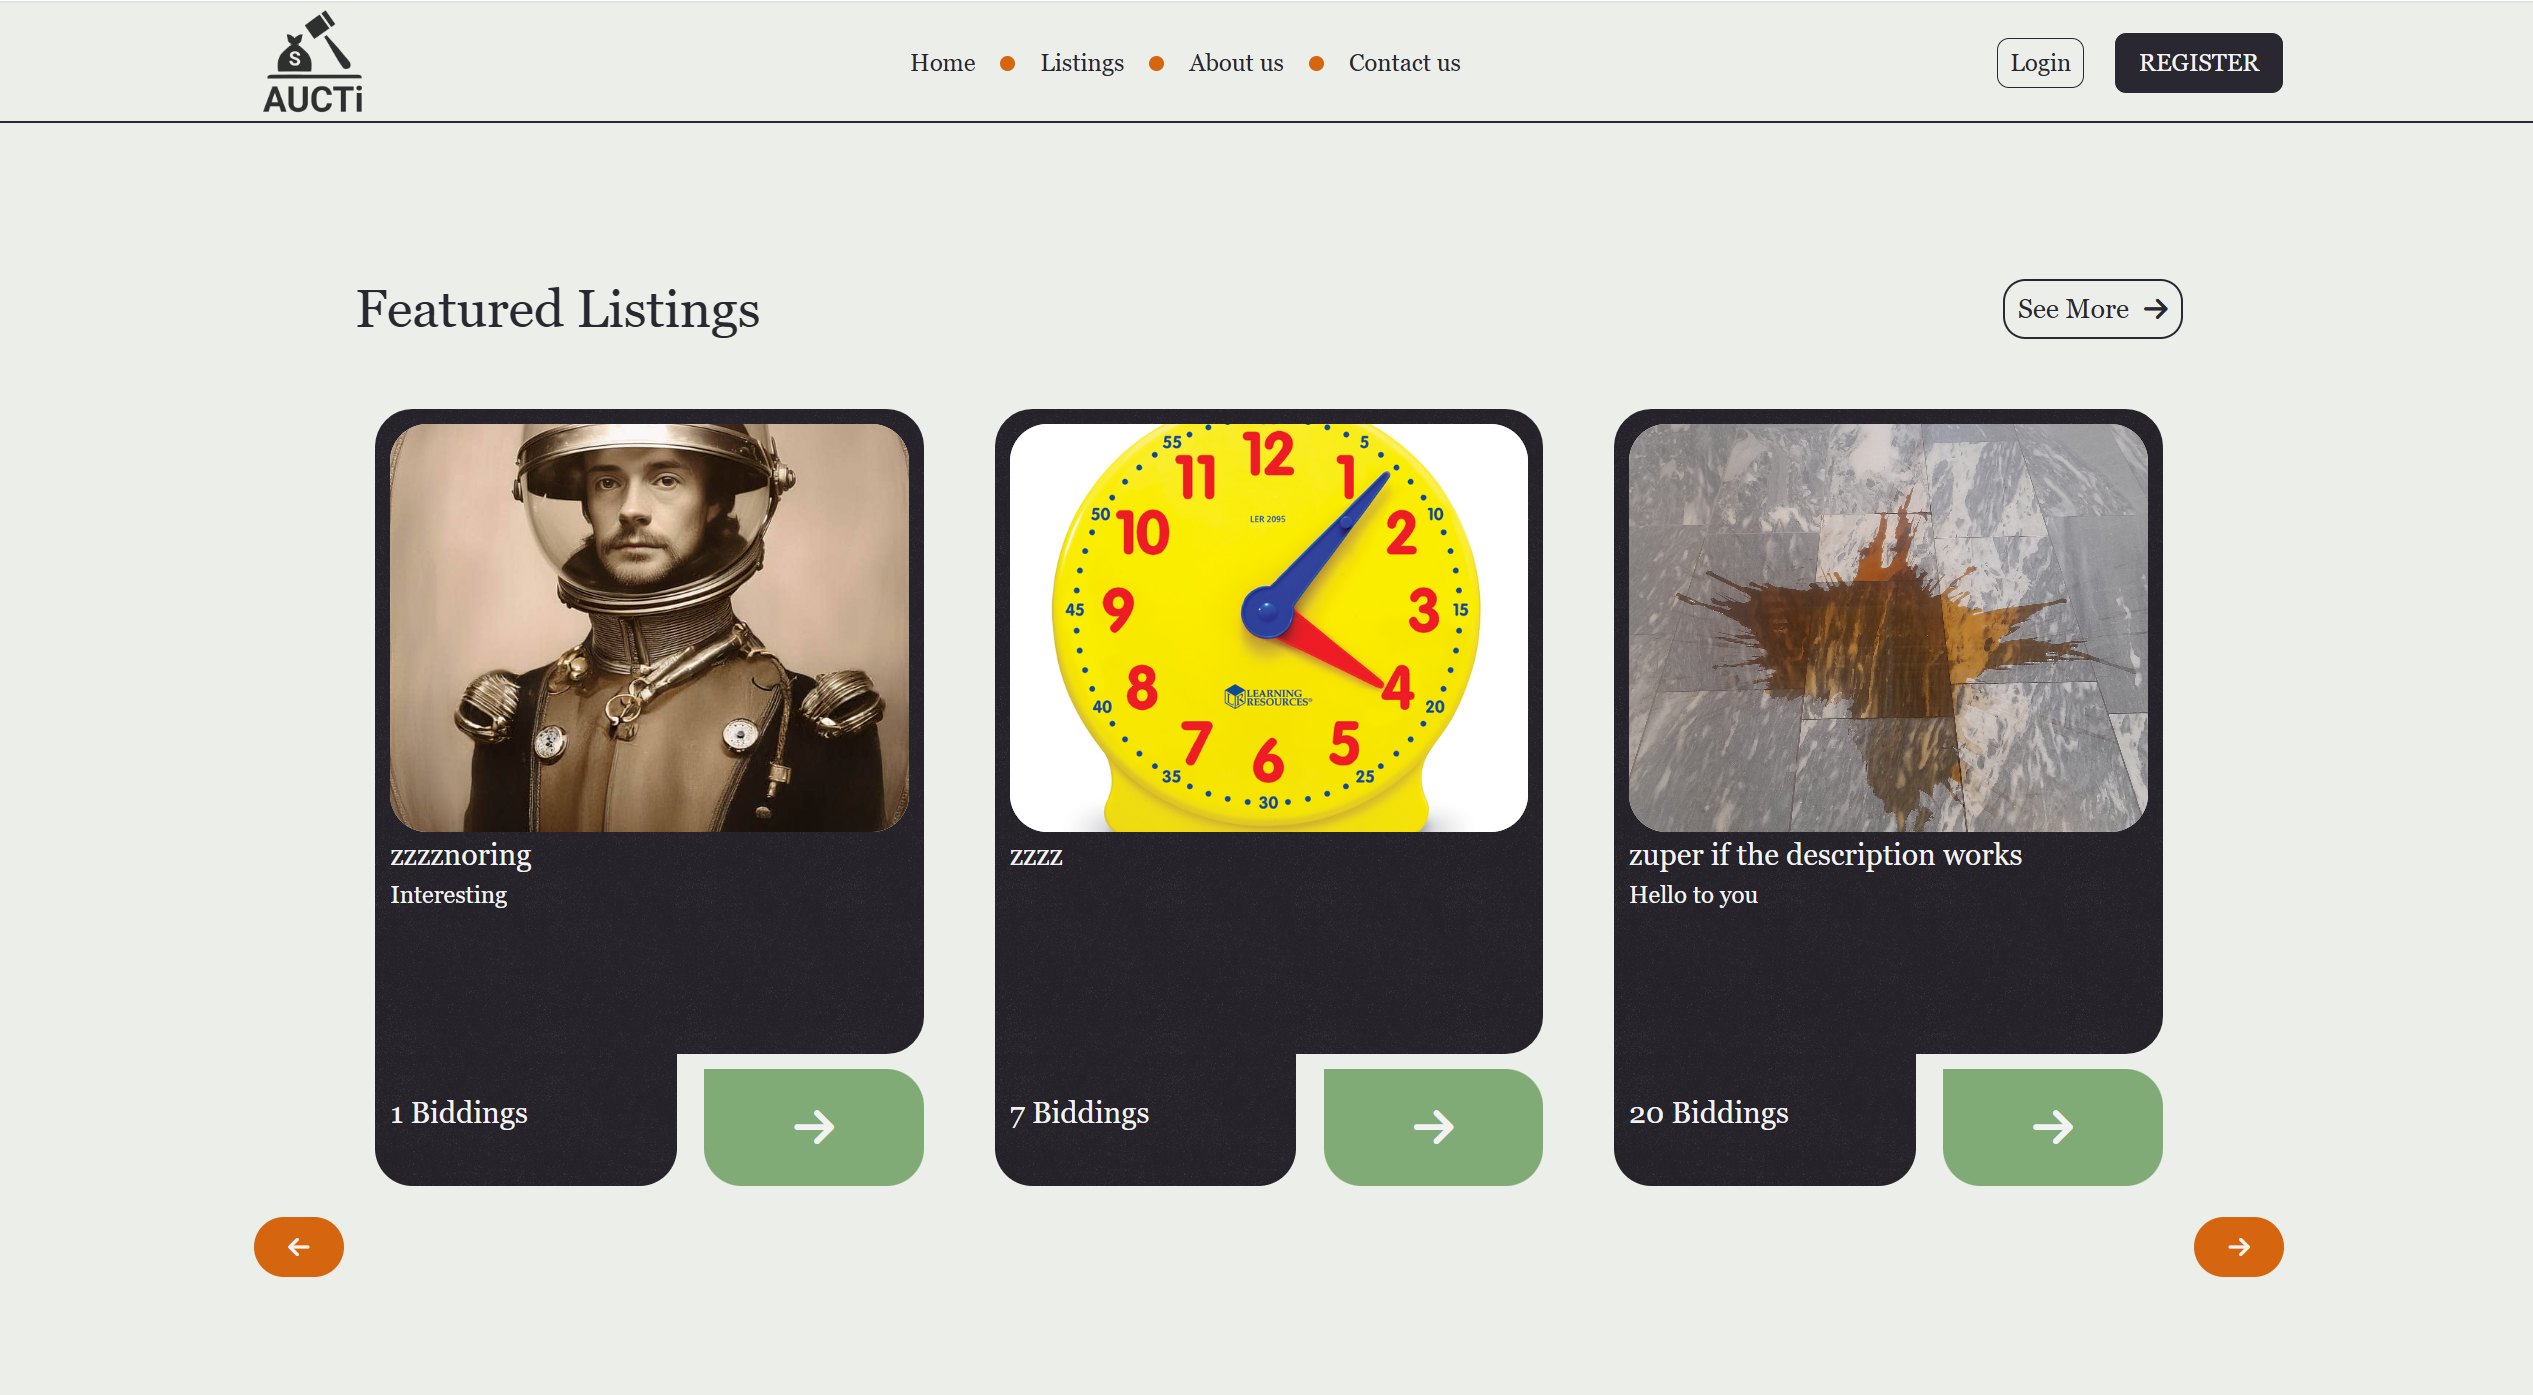 AUCTi
Home
Listings
About us
Contact us
Login
REGISTER
Featured Listings
See More
S
55
12
5
11
1
50
10
LER 2095
2
10
45
9
3
15
40
8
LEARNING
RESOURCES®
4
20
7
6
5
35
25
30
zzzznoring
Interesting
1 Biddings
zzzz
7 Biddings
zuper if the description works
Hello to you
20 Biddings